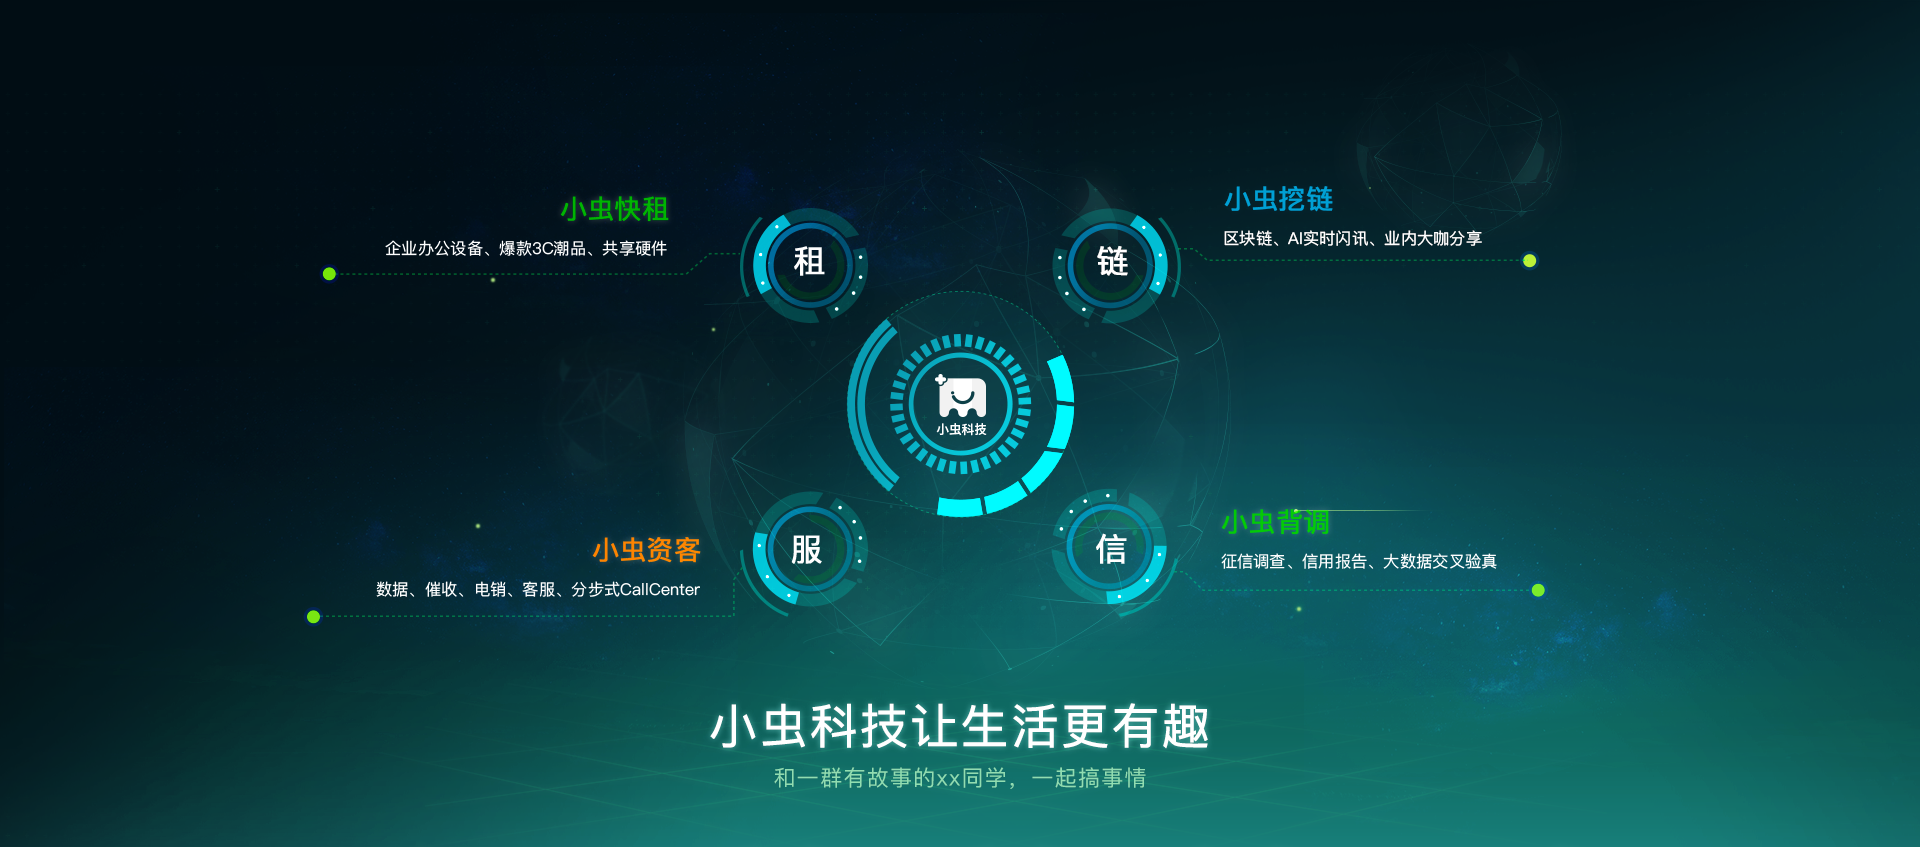 小虫快租
企业办公设备、爆款3C潮品、共享硬件
租
链
小虫挖链
区块链、AI实时闪讯、业内大咖分享
小虫科技
小虫资客
数据、催收、电销、客服、分步式CallCenter
服
信
小虫背调
征信调查、信用报告、大数据交叉验真
小虫科技让生活更有趣
和一群有故事的xx同学，一起搞事情